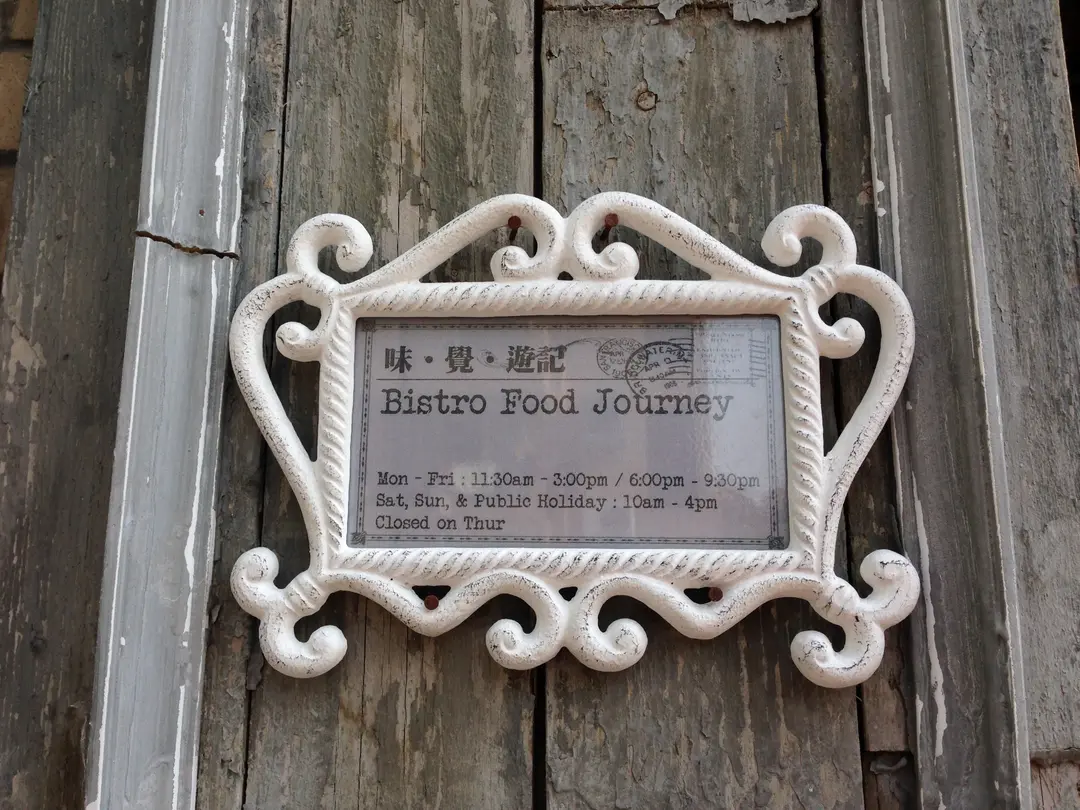 味·覺·遊記
Bistro Food Journey
Mon - Fri : 11:30am - 3:00pm / 6:00pm - 9:30pm
Sat, Sun, & Public Holiday : 10am - 4pm
Closed on Thur